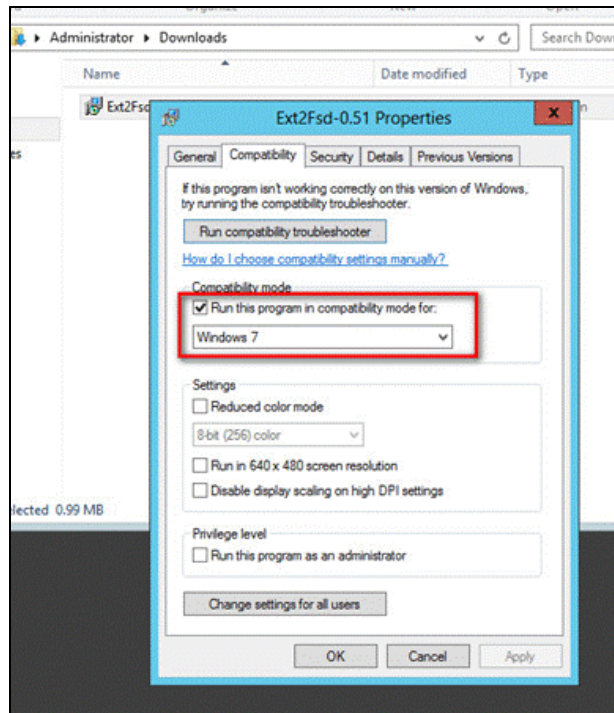 Administrator Downloads Search Dow
Name Date modified Type
Ext2Fsd
Ext2Fsd-0.51 Properties
x
General Compatibility Security Details Previous Versions
If this program isn't working correctly on this version of Windows,
try running the compatibility troubleshooter.
Run compatibility troubleshooter
How do I choose compatibility settings manually?
Compatibility mode
Run this program in compatibility mode for:
Windows 7
Settings
Reduced color mode
8-bit (256) color
Run in 640 x 480 screen resolution
Disable display scaling on high DPI settings
lected 0.99 MB
Privilege level
Run this program as an administrator
Change settings for all users
OK Cancel Apply